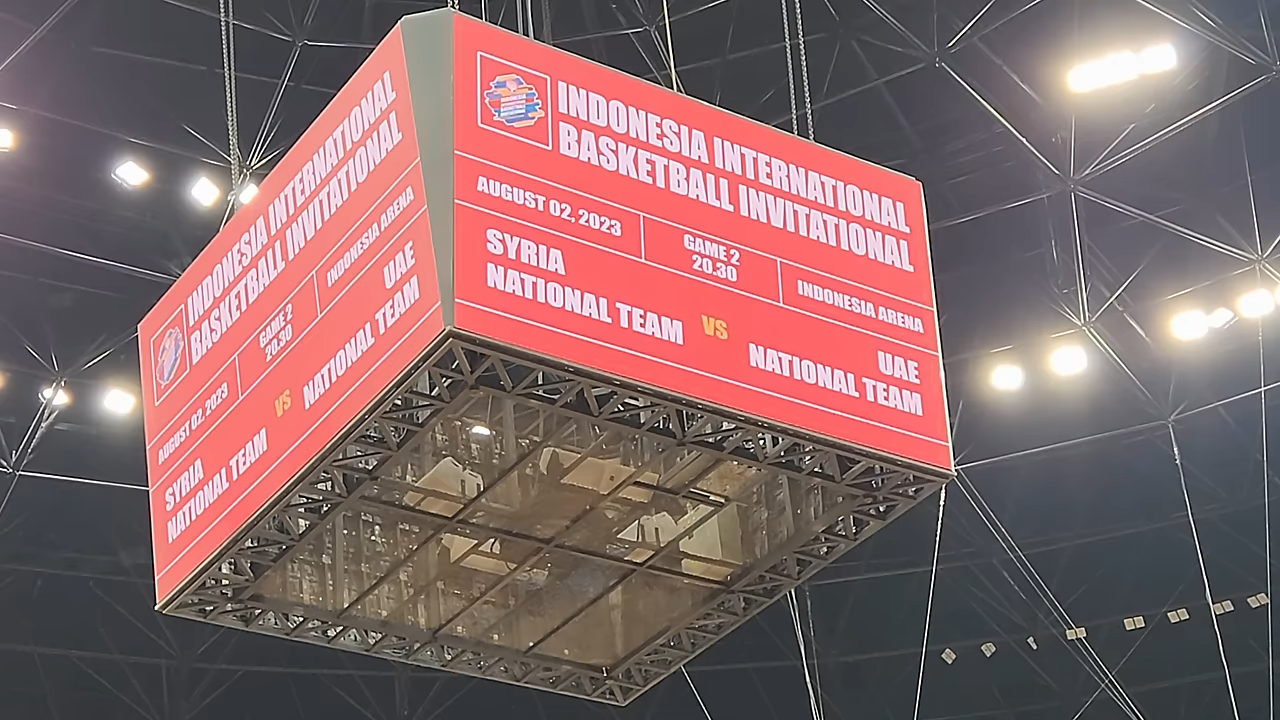 INDONESIA INTERNATIONAL
BASKETBALL INVITATIONAL
AUGUST 02, 2023
GAME 2
20.30
INDONESIA ARENA
SYRIA
NATIONAL TEAM
VS
UAE
NATIONAL TEAM
INDONESIA INTERNATIONAL
BASKETBALL INVITATIONAL
AUGUST 02, 2023
GAME 2
20.30
INDONESIA ARENA
SYRIA
NATIONAL TEAM
VS
UAE
NATIONAL TEAM